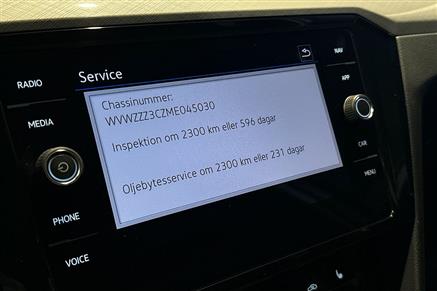 RADIO
MEDIA
PHONE
VOICE
Service
Chassinummer:
WVWZZZ3CZME045030
Inspektion om 2300 km eller 596 dagar
Oljebytesservice om 2300 km eller 231 dagar
NAV
APP
CAR
MENU